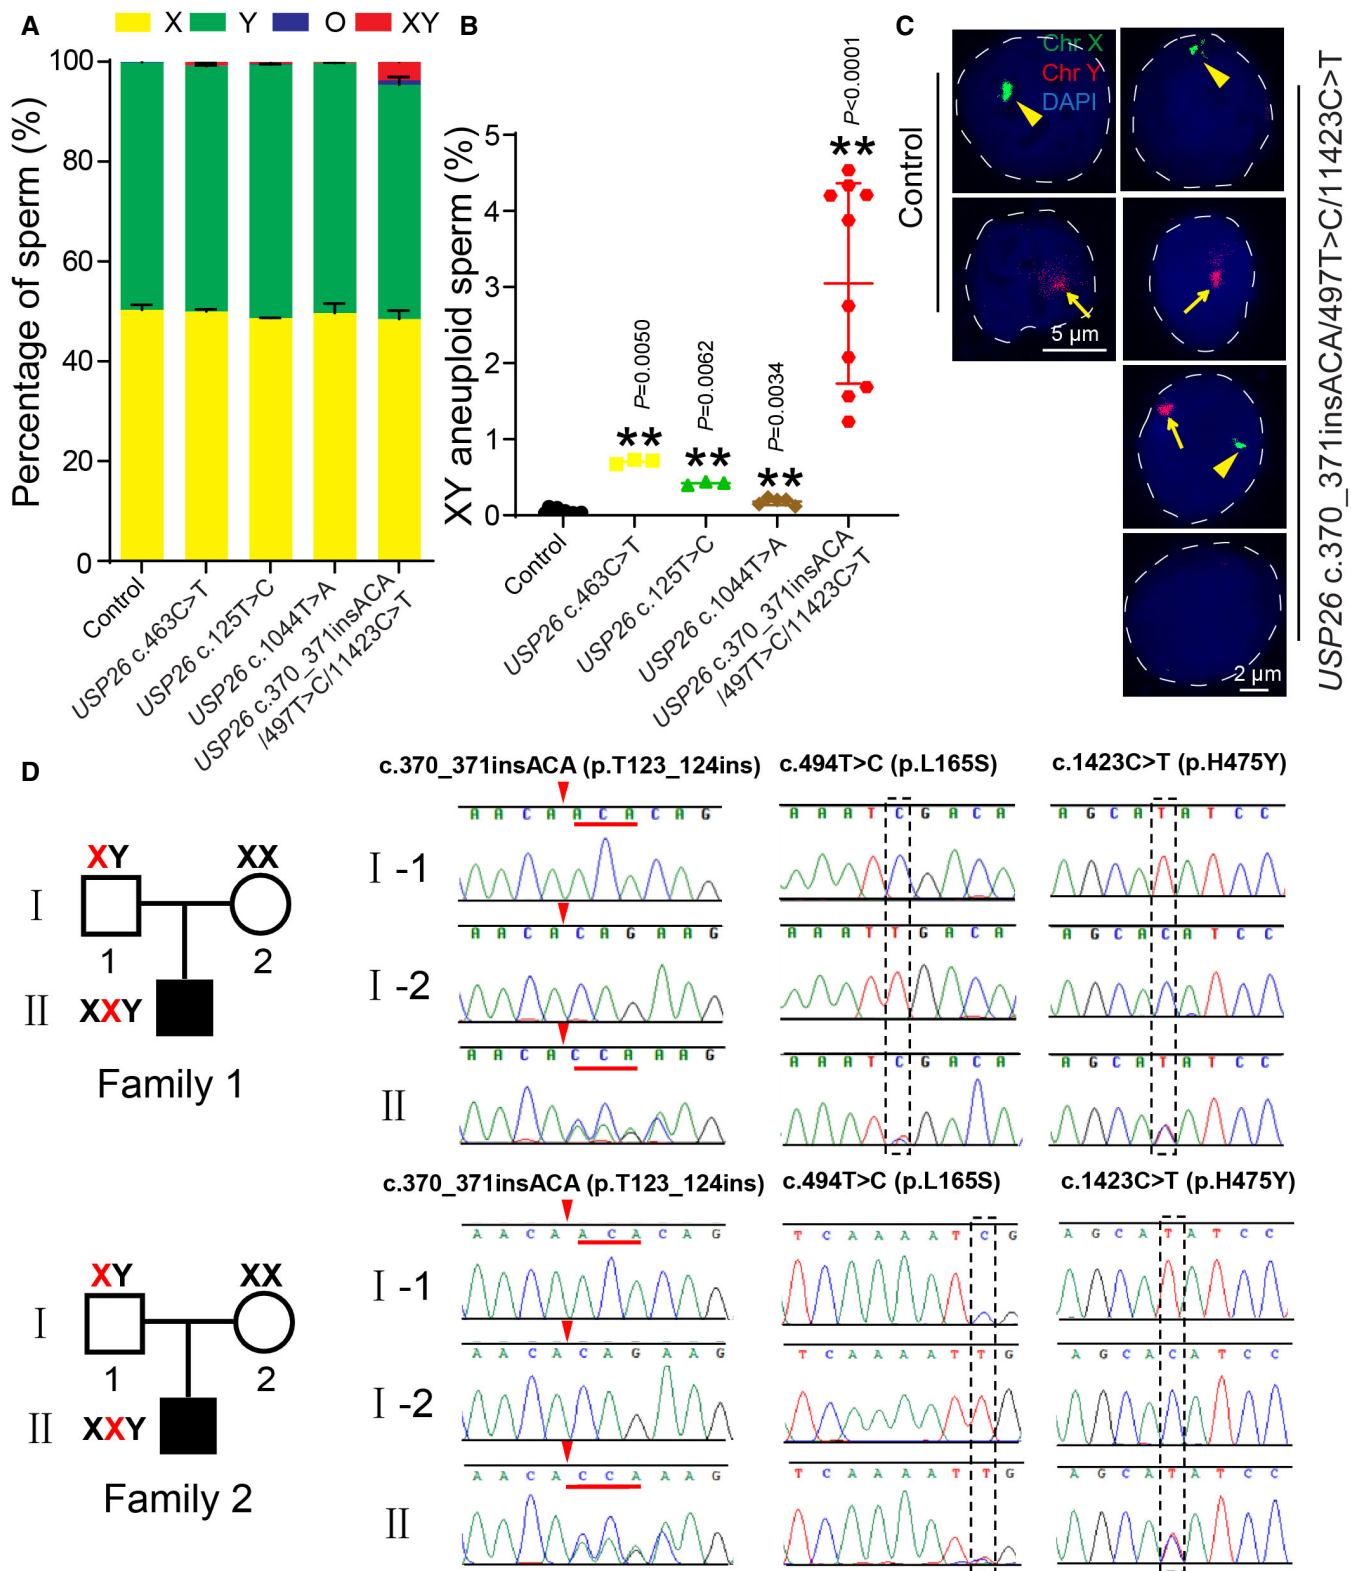 A
X Y O XY
Percentage of sperm (%)
100
80
60
40
20
0
Control
USP26 c.463C>T
USP26 c.125T>C
USP26 c.1044T>A
USP26 c.370_371insACA
/497T>C/11423C>T
B
XY aneuploid sperm (%)
5
4
3
2
1
0
P=0.0050
**
P=0.0062
**
P=0.0034
**
P<0.0001
**
Control
USP26 c.463C>T
USP26 c.125T>C
USP26 c.1044T>A
USP26 c.370_371insACA
/497T>C/11423C>T
C
Control
Chr X
Chr Y
DAPI
5 µm
2 µm
USP26 c.370_371insACA/497T>C/11423C>T
D
XY XX
I
1 2
II XXY
Family 1
c.370_371insACA (p.T123_124ins) c.494T>C (p.L165S) c.1423C>T (p.H475Y)
A A C A A C A C A G A A A T C G A C A A G C A T A T C C
I -1
A A C A C A G A A G A A A T T G A C A A G C A C A T C C
I -2
A A C A C C A A A G A A A T C G A C A A G C A T A T C C
II
XY XX
I
1 2
II XXY
Family 2
c.370_371insACA (p.T123_124ins) c.494T>C (p.L165S) c.1423C>T (p.H475Y)
A A C A A C A C A G T C A A A A T C G A G C A T A T C C
I -1
A A C A C A G A A G T C A A A A T T G A G C A C A T C C
I -2
A A C A C C A A A G T C A A A A T T G A G C A T A T C C
II